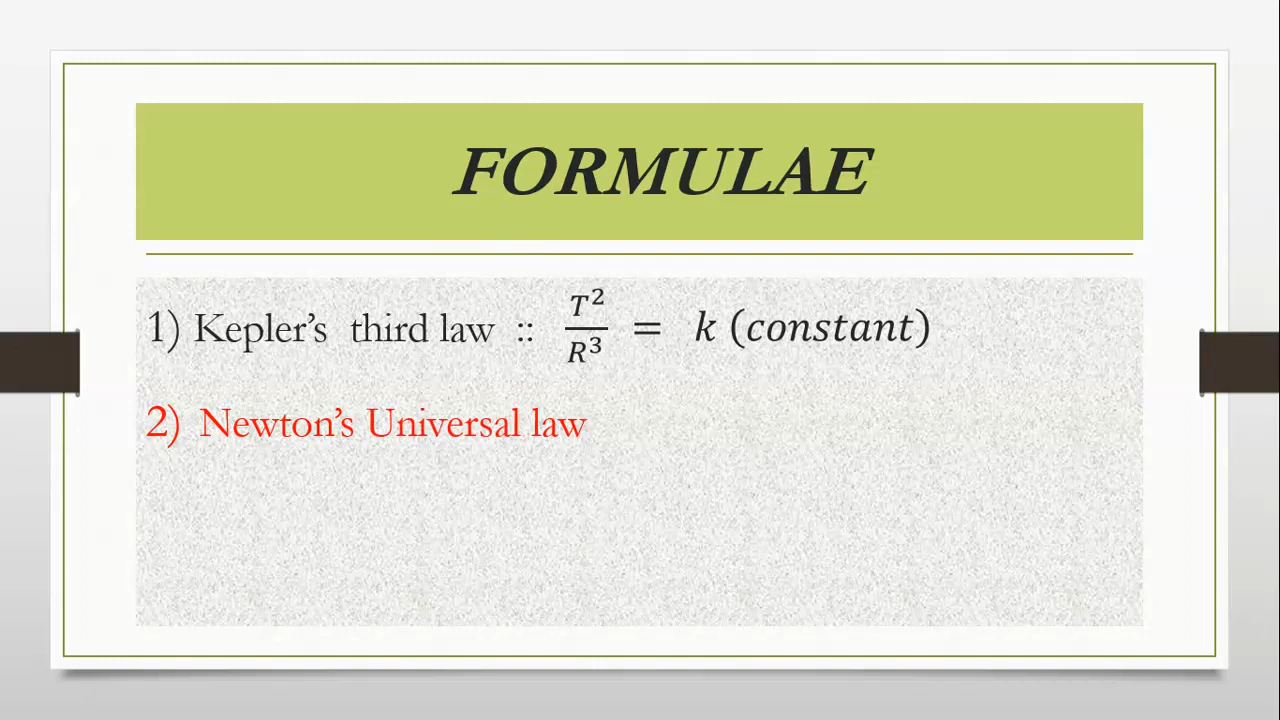 FORMULAE
1) Kepler's third law :: T²/R³ = k (constant)
2) Newton's Universal law